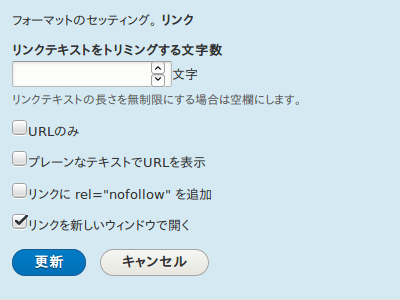 フォーマットのセッティング。 リンク
リンクテキストをトリミングする文字数
文字
リンクテキストの長さを無制限にする場合は空欄にします。
URLのみ
プレーンなテキストでURLを表示
リンクに rel="nofollow" を追加
リンクを新しいウィンドウで開く
更新 キャンセル